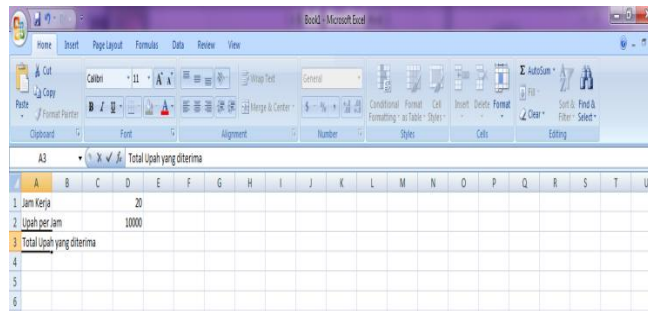 Book1 - Microsoft Excel
Home Insert Page Layout Formulas Data Review View
Cut
Copy
Format Painter
Paste
Clipboard
Calibri 11 A A
B I U A
Font
Wrap Text
Merge & Center
Alignment
General
$ % ,
Number
Conditional Formatting
Format as Table
Cell Styles
Styles
Insert Delete Format
Cells
Σ AutoSum
Fill
Clear
Sort & Filter
Find & Select
Editing
A3 fx Total Upah yang diterima
A B C D E F G H I J K L M N O P Q R S T U
1 Jam Kerja 20
2 Upah per Jam 10000
3 Total Upah yang diterima
4
5
6